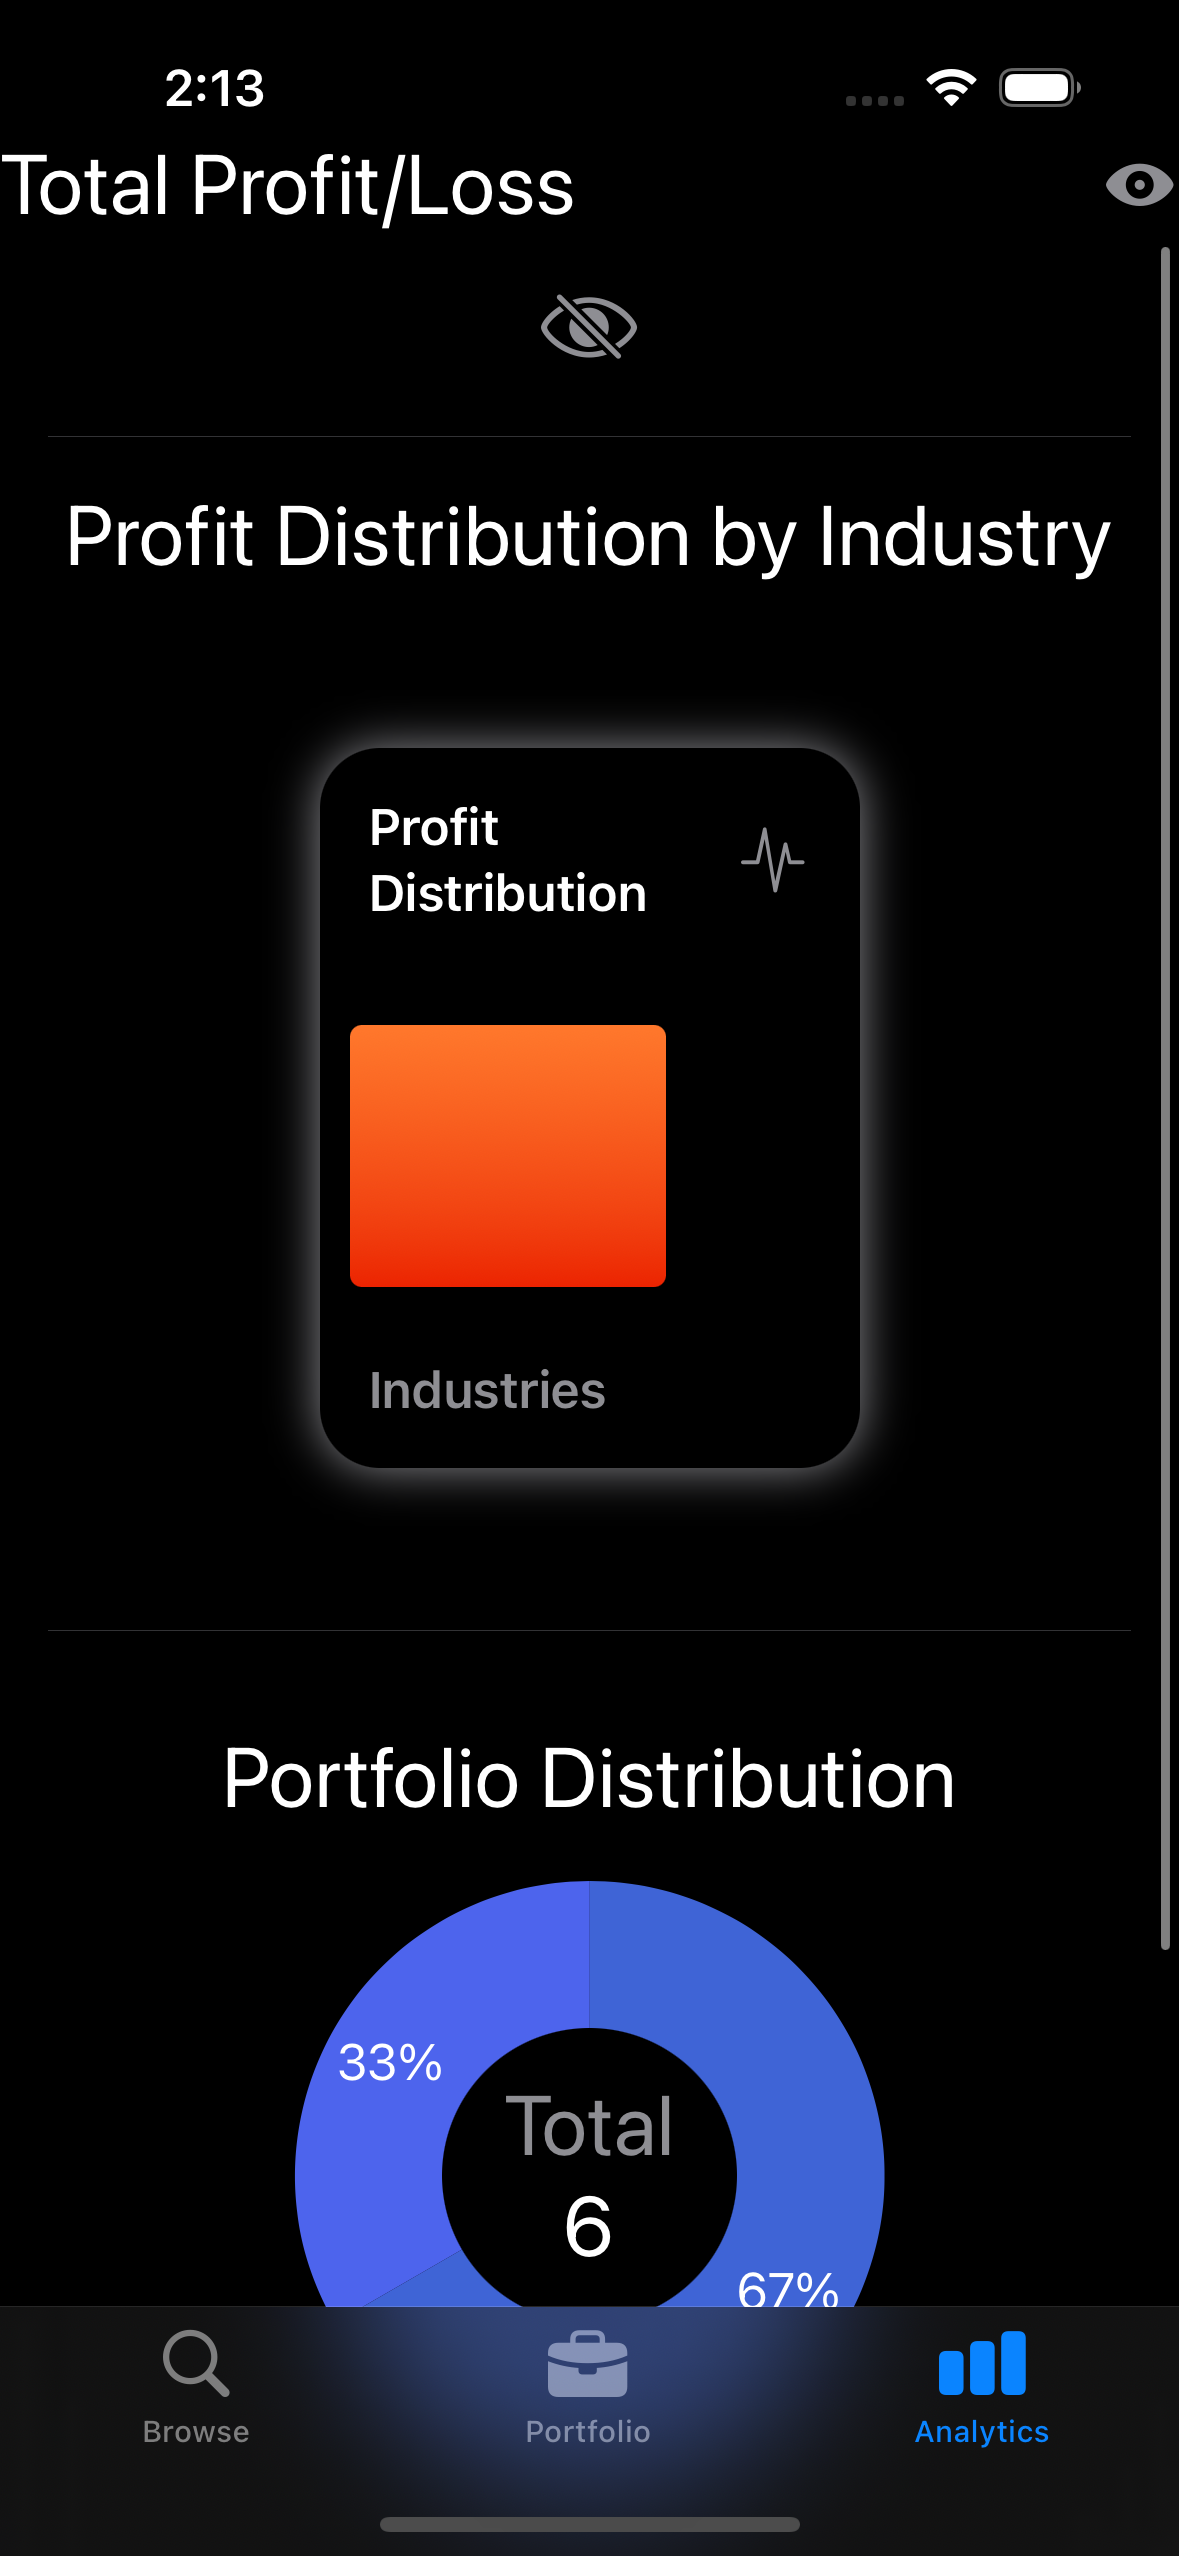 2:13
Total Profit/Loss
Profit Distribution by Industry
Profit
Distribution
Industries
Portfolio Distribution
33%
Total
6
67%
Browse
Portfolio
Analytics